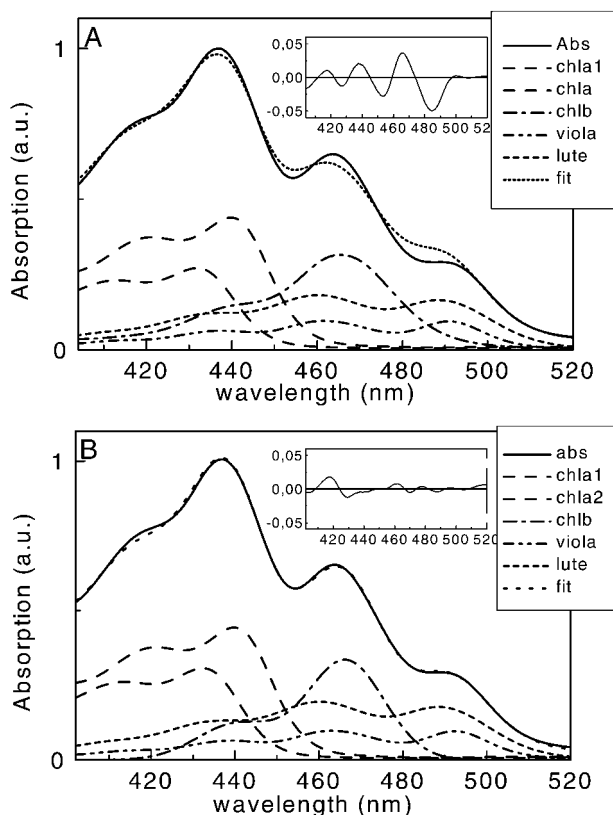 A
1
0
Absorption (a.u.)
420 440 460 480 500 520
wavelength (nm)
0,05
0,00
-0,05
420 440 460 480 500 520
Abs
chla1
chla
chlb
viola
lute
fit
B
1
0
Absorption (a.u.)
420 440 460 480 500 520
wavelength (nm)
0,05
0,00
-0,05
420 440 460 480 500 520
abs
chla1
chla2
chlb
viola
lute
fit